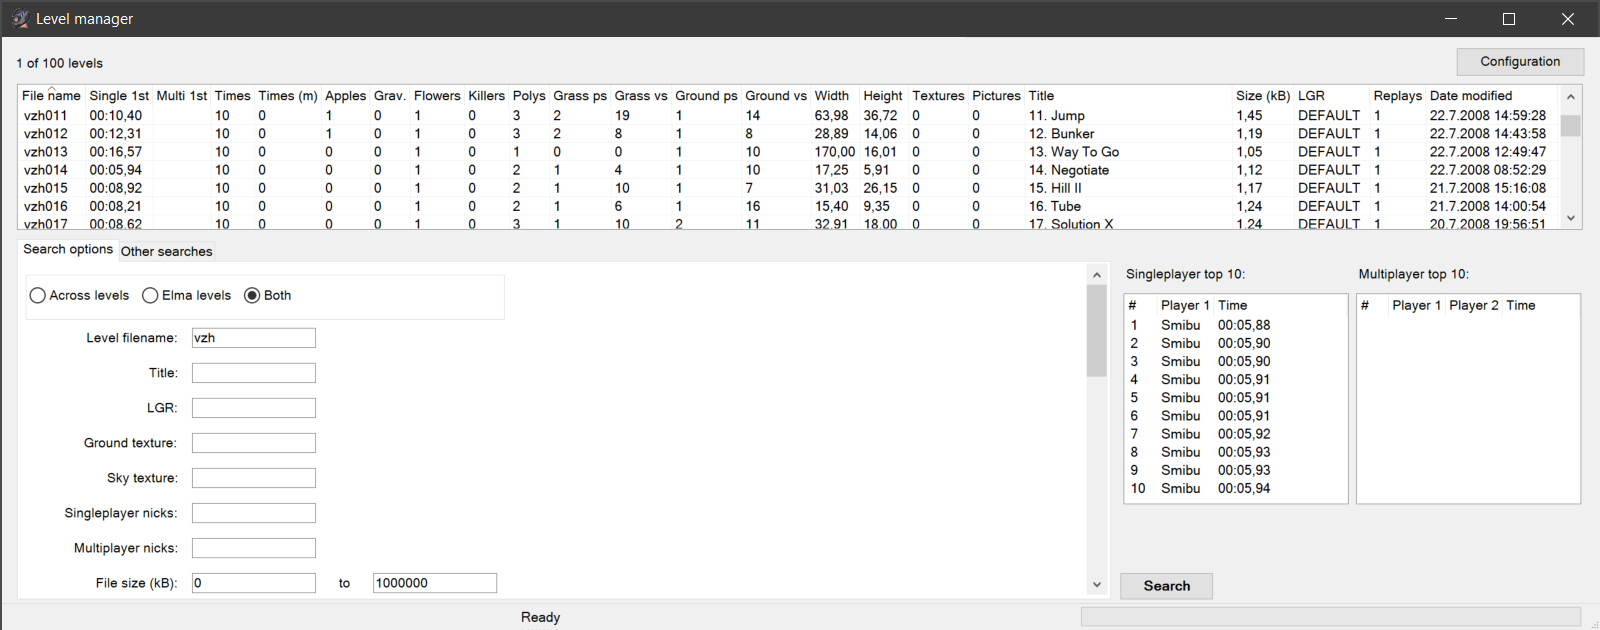 Level manager
1 of 100 levels
Configuration
File name Single 1st Multi 1st Times Times (m) Apples Grav. Flowers Killers Polys Grass ps Grass vs Ground ps Ground vs Width Height Textures Pictures Title Size (kB) LGR Replays Date modified
vzh011 00:10,40 10 0 1 0 1 0 3 2 19 1 14 63,98 36,72 0 0 11. Jump 1,45 DEFAULT 1 22.7.2008 14:59:28
vzh012 00:12,31 10 0 1 0 1 0 3 2 8 1 8 28,89 14,06 0 0 12. Bunker 1,19 DEFAULT 1 22.7.2008 14:43:58
vzh013 00:16,57 10 0 0 0 1 0 1 0 0 1 10 170,00 16,01 0 0 13. Way To Go 1,05 DEFAULT 1 22.7.2008 12:49:47
vzh014 00:05,94 10 0 0 0 1 0 2 1 4 1 10 17,25 5,91 0 0 14. Negotiate 1,12 DEFAULT 1 22.7.2008 08:52:29
vzh015 00:08,92 10 0 0 0 1 0 2 1 10 1 7 31,03 26,15 0 0 15. Hill II 1,17 DEFAULT 1 21.7.2008 15:16:08
vzh016 00:08,21 10 0 0 0 1 0 2 1 6 1 16 15,40 9,35 0 0 16. Tube 1,24 DEFAULT 1 21.7.2008 14:00:54
vzh017 00:08,62 10 0 0 0 1 0 3 1 10 2 11 32,91 18,00 0 0 17. Solution X 1,24 DEFAULT 1 20.7.2008 19:56:51
Search options Other searches
Across levels Elma levels Both
Level filename: vzh
Title:
LGR:
Ground texture:
Sky texture:
Singleplayer nicks:
Multiplayer nicks:
File size (kB): 0 to 1000000
Singleplayer top 10:
# Player 1 Time
1 Smibu 00:05,88
2 Smibu 00:05,90
3 Smibu 00:05,90
4 Smibu 00:05,91
5 Smibu 00:05,91
6 Smibu 00:05,91
7 Smibu 00:05,92
8 Smibu 00:05,93
9 Smibu 00:05,93
10 Smibu 00:05,94
Multiplayer top 10:
# Player 1 Player 2 Time
Search
Ready